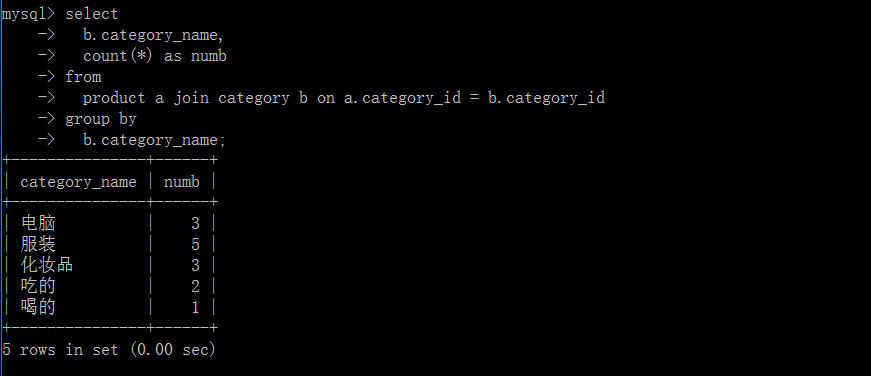 mysql> select
    ->   b.category_name,
    ->   count(*) as numb
    -> from
    ->   product a join category b on a.category_id = b.category_id
    -> group by
    ->   b.category_name;
+---------------+------+
| category_name | numb |
+---------------+------+
| 电脑          |    3 |
| 服装          |    5 |
| 化妆品        |    3 |
| 吃的          |    2 |
| 喝的          |    1 |
+---------------+------+
5 rows in set (0.00 sec)